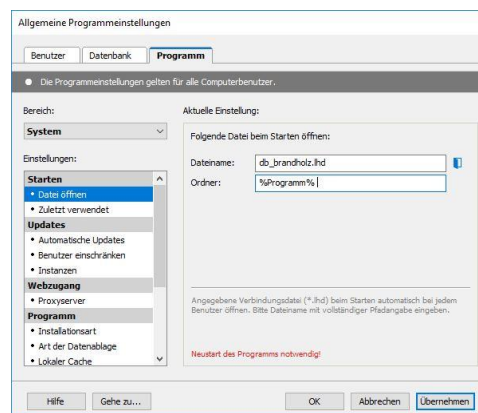 Allgemeine Programmeinstellungen
Benutzer Datenbank Programm
Die Programmeinstellungen gelten für alle Computerbenutzer.
Bereich:
System
Einstellungen:
Starten
• Datei öffnen
• Zuletzt verwendet
Updates
• Automatische Updates
• Benutzer einschränken
• Instanzen
Webzugang
• Proxyserver
Programm
• Installationsart
• Art der Datenablage
• Lokaler Cache
Aktuelle Einstellung:
Folgende Datei beim Starten öffnen:
Dateiname: db_brandholz.lhd
Ordner: %Programm%
Angegebene Verbindungsdatei (*.lhd) beim Starten automatisch bei jedem
Benutzer öffnen. Bitte Dateiname mit vollständiger Pfadangabe eingeben.
Neustart des Programms notwendig!
Hilfe Gehe zu... OK Abbrechen Übernehmen